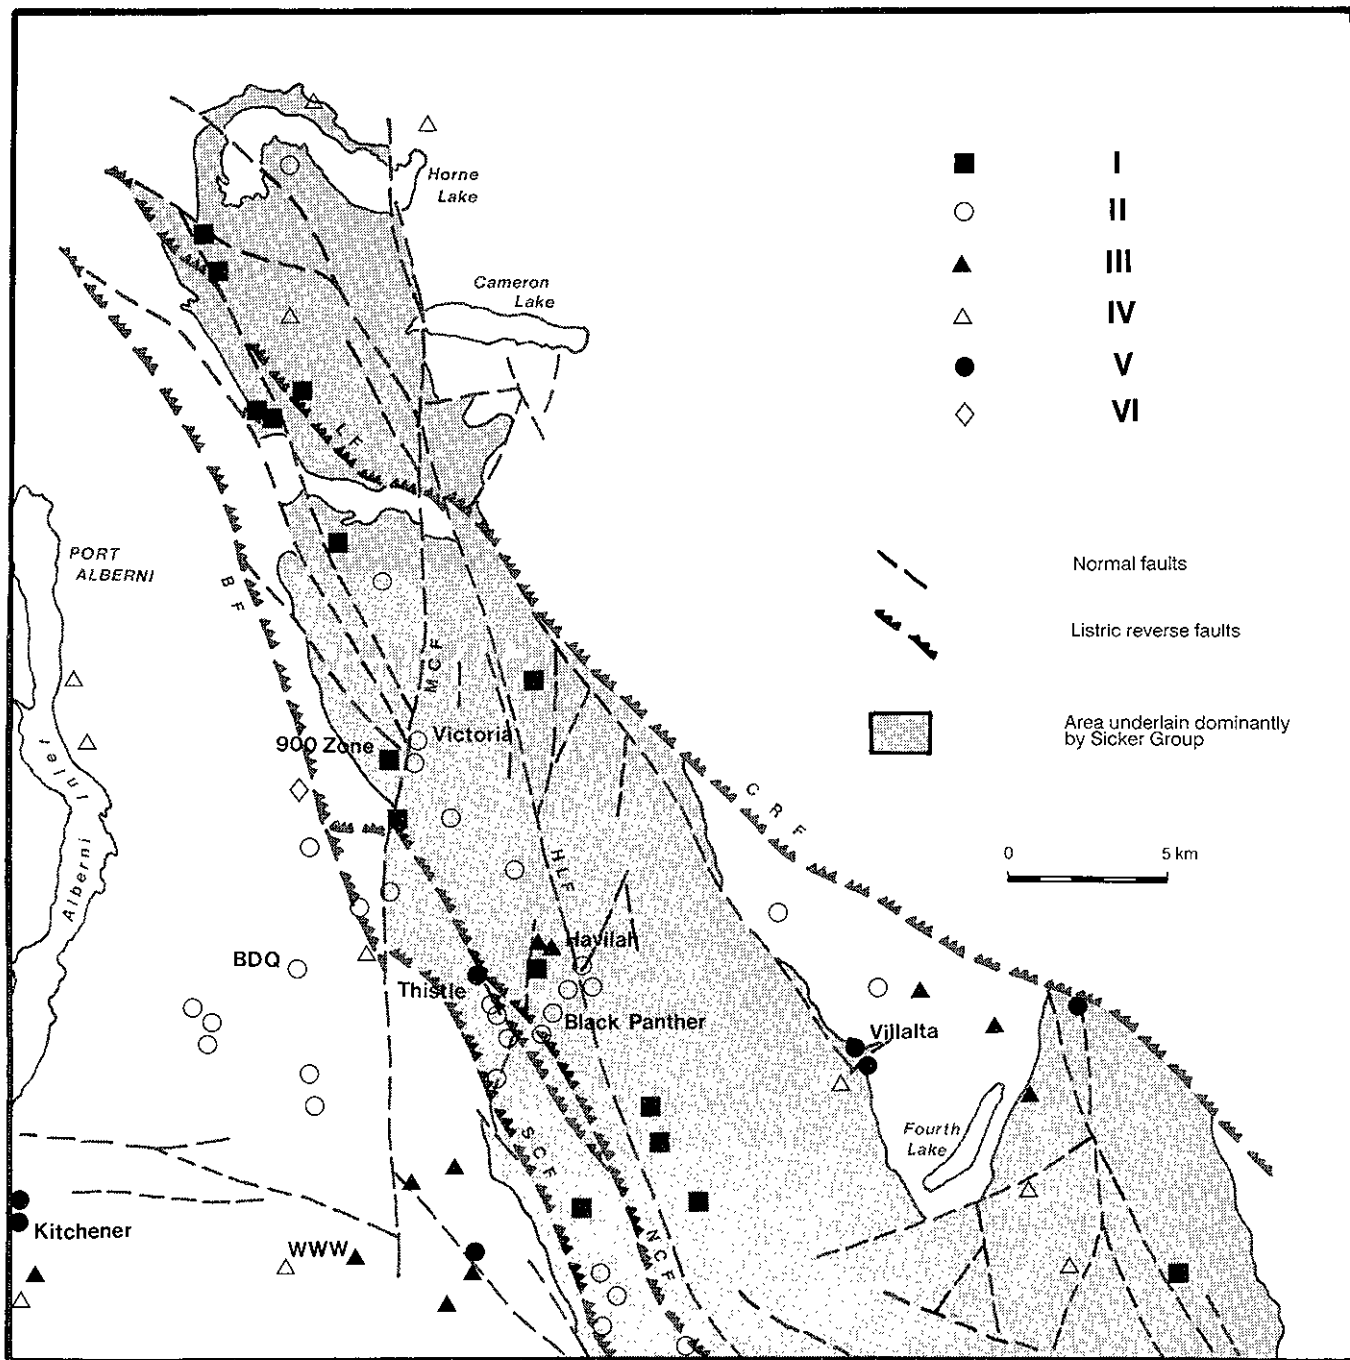 Horne
Lake
Cameron
Lake
I
II
III
IV
V
VI
L F
PORT
ALBERNI
B F
Normal faults
Listric reverse faults
M C F
Area underlain dominantly
by Sicker Group
Victoria
900 Zone
C R F
0 5 km
Alberni Inlet
H L F
Havilah
BDQ
Thistle
Black Panther
Villalta
Fourth
Lake
S C F
N C F
Kitchener
WWW